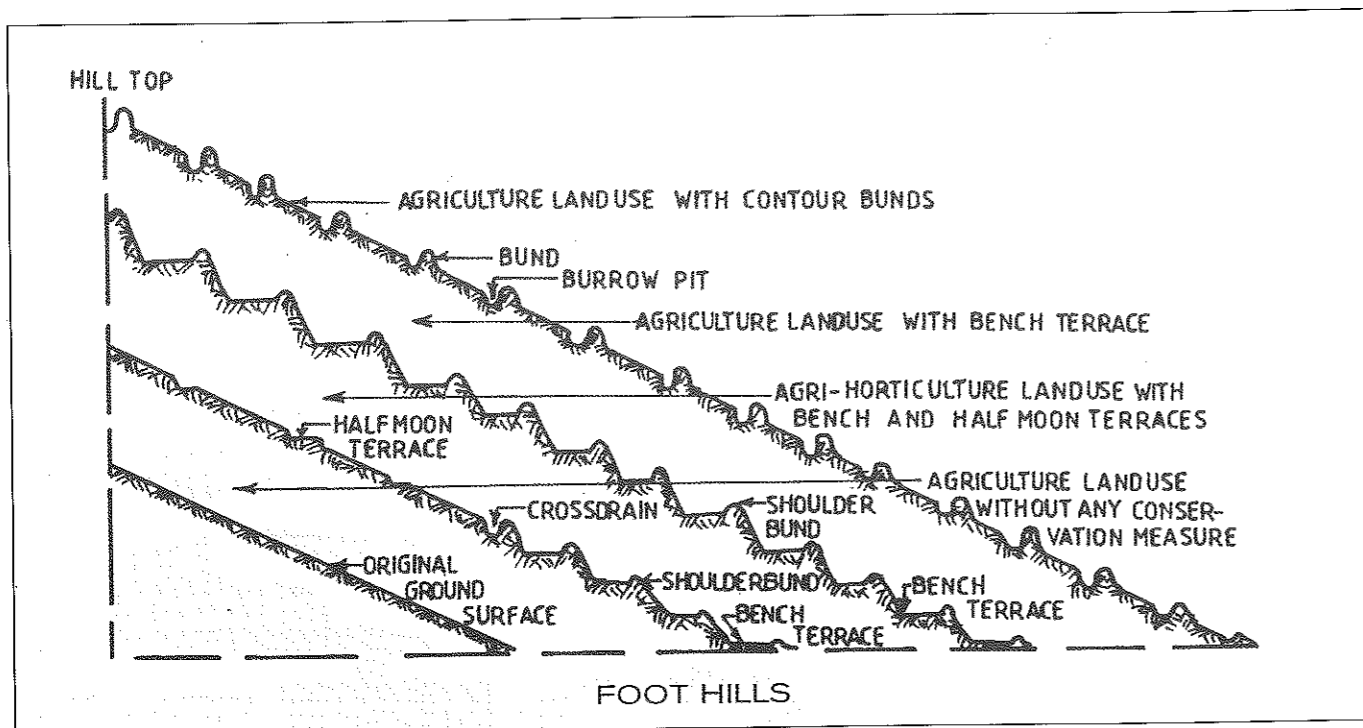 HILL TOP
AGRICULTURE LANDUSE WITH CONTOUR BUNDS
BUND
BURROW PIT
AGRICULTURE LANDUSE WITH BENCH TERRACE
AGRI-HORTICULTURE LANDUSE WITH
BENCH AND HALF MOON TERRACES
HALFMOON
TERRACE
AGRICULTURE LANDUSE
WITHOUT ANY CONSER-
VATION MEASURE
CROSSDRAIN
SHOULDER
BUND
ORIGINAL
GROUND
SURFACE
SHOULDERBUND
BENCH
TERRACE
BENCH
TERRACE
FOOT HILLS